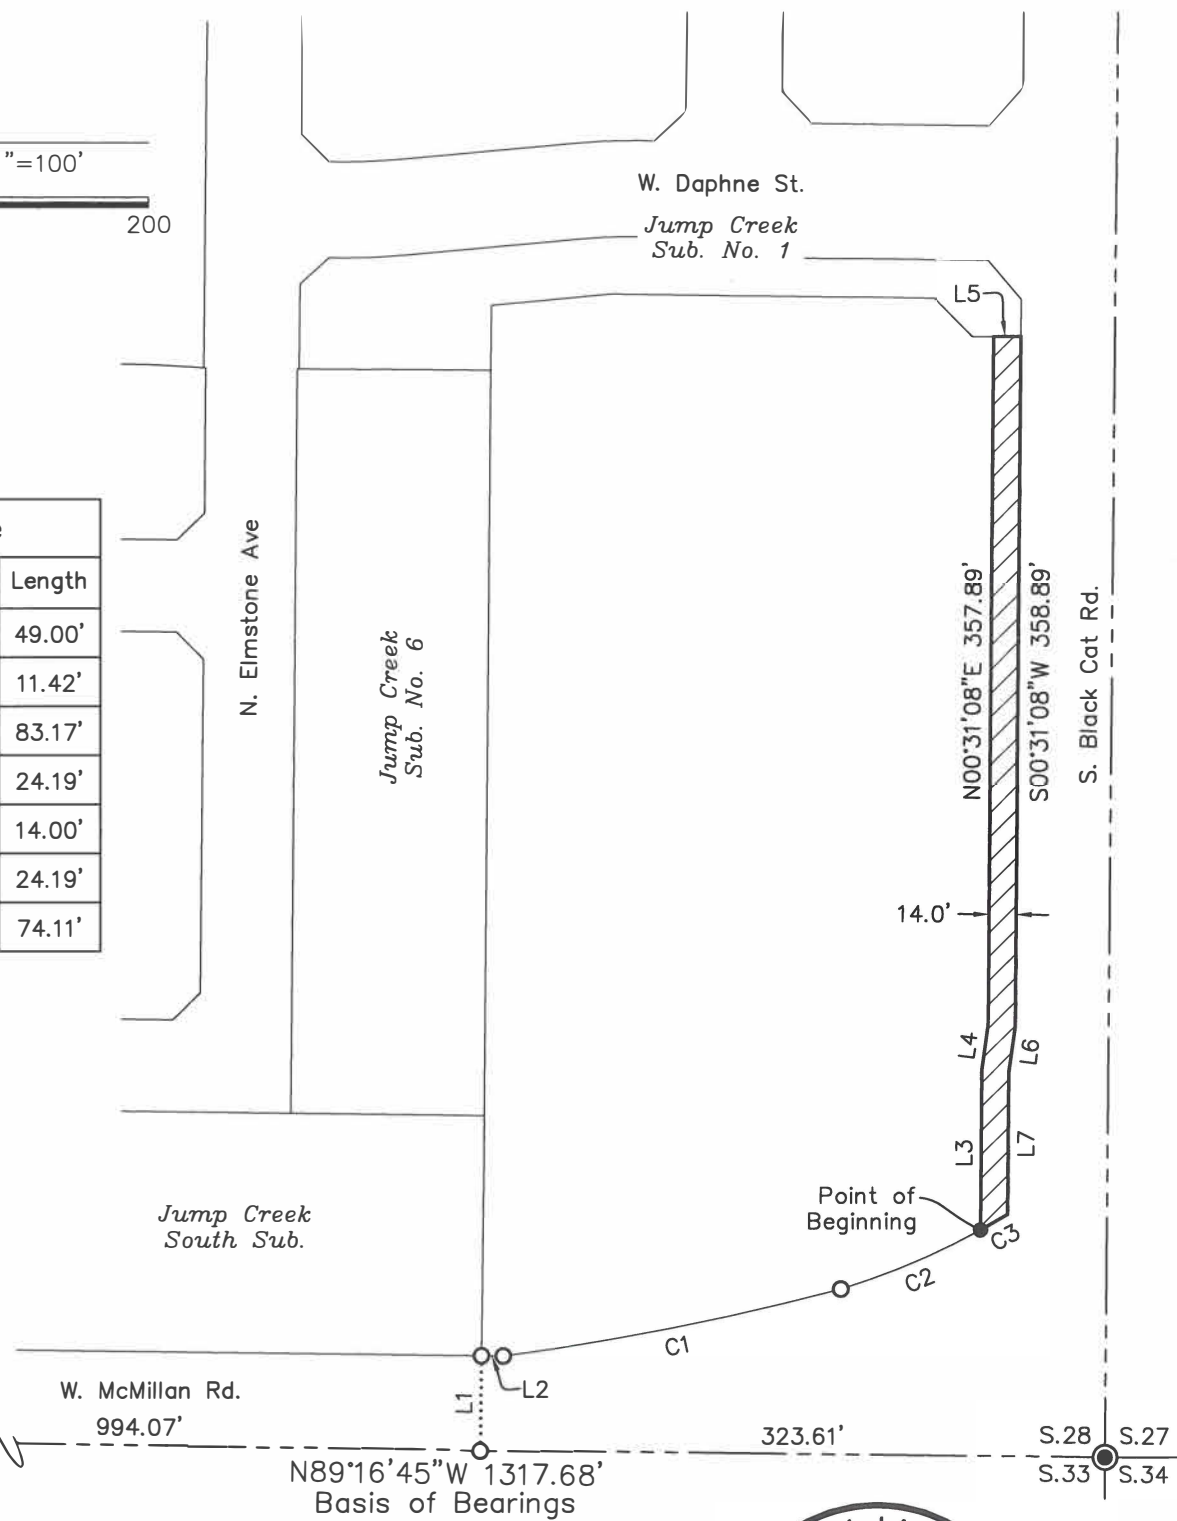 "=100'
200
W. Daphne St.
Jump Creek
Sub. No. 1
L5
Length
49.00'
11.42'
83.17'
24.19'
14.00'
24.19'
74.11'
N. Elmstone Ave
Jump Creek
Sub. No. 6
N00°31'08"E 357.89'
S00°31'08"W 358.89'
S. Black Cat Rd.
14.0'
L4
L6
L3
L7
Point of
Beginning
C3
C2
C1
Jump Creek
South Sub.
L2
L1
W. McMillan Rd.
994.07'
323.61'
S.28
S.27
S.33
S.34
N89°16'45"W 1317.68'
Basis of Bearings